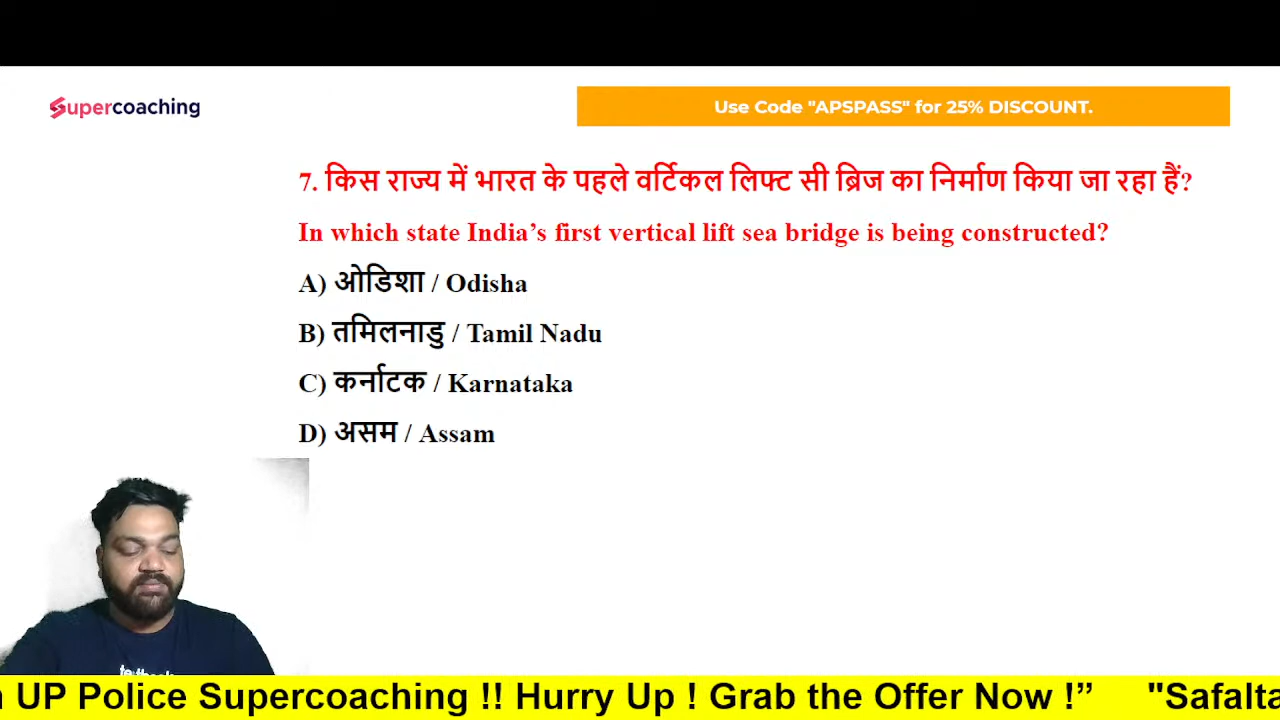 Supercoaching
Use Code "APSPASS" for 25% DISCOUNT.
7. किस राज्य में भारत के पहले वर्टिकल लिफ्ट सी ब्रिज का निर्माण किया जा रहा हैं?
In which state India’s first vertical lift sea bridge is being constructed?
A) ओडिशा / Odisha
B) तमिलनाडु / Tamil Nadu
C) कर्नाटक / Karnataka
D) असम / Assam
UP Police Supercoaching !! Hurry Up ! Grab the Offer Now !” "Safalta